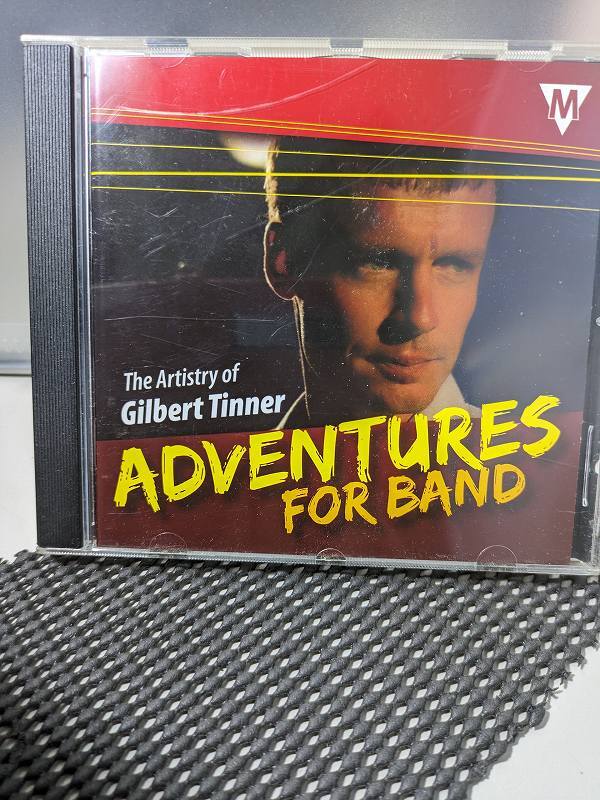 M
The Artistry of
Gilbert Tinner
ADVENTURES
FOR BAND